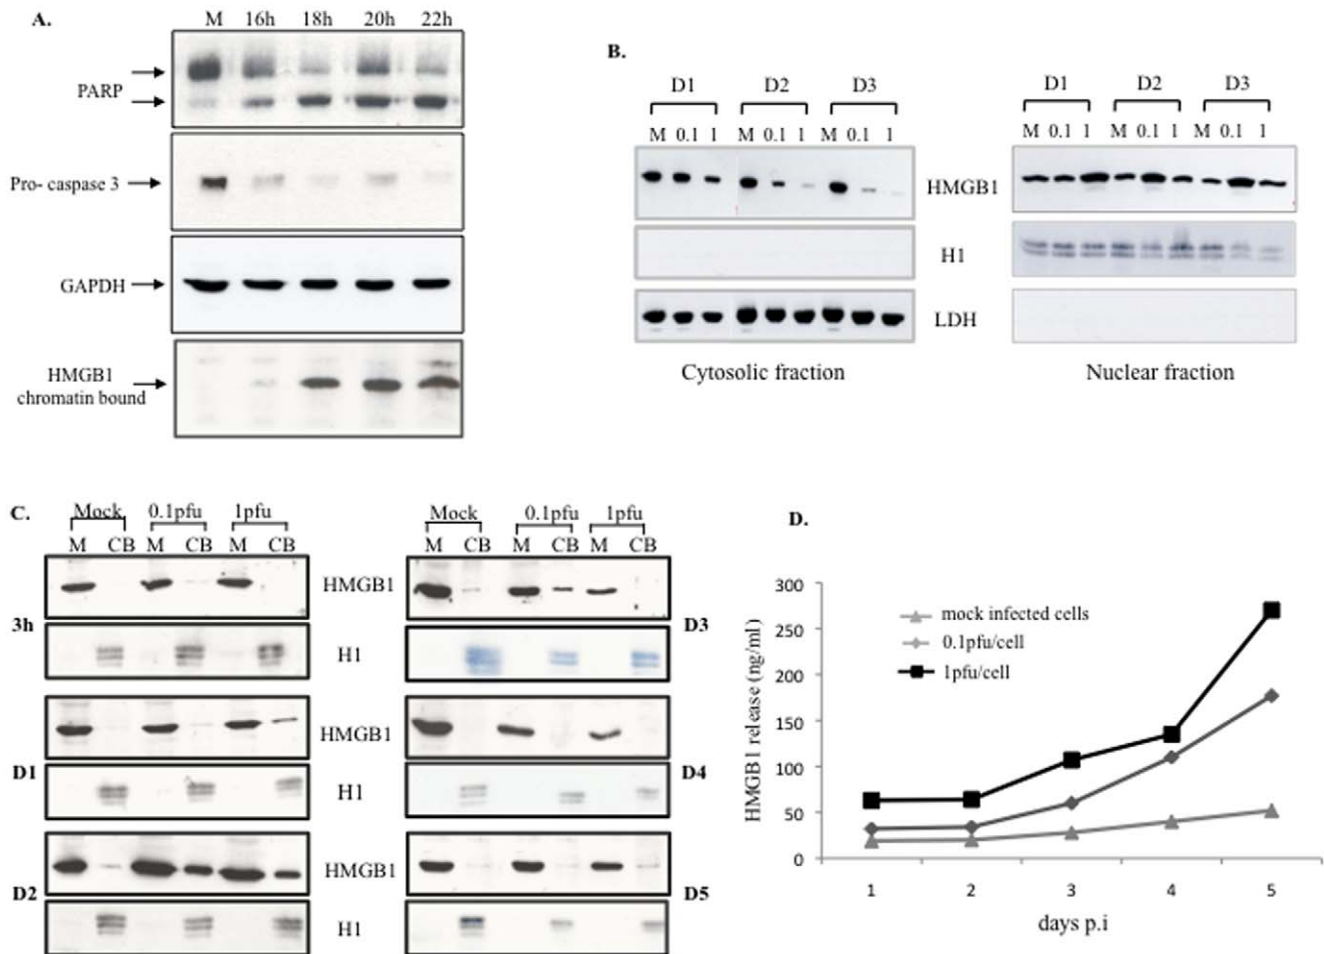 A.
M 16h 18h 20h 22h
PARP
Pro- caspase 3
GAPDH
HMGB1
chromatin bound
B.
D1 D2 D3
M 0.1 1 M 0.1 1 M 0.1 1
D1 D2 D3
M 0.1 1 M 0.1 1 M 0.1 1
HMGB1
H1
LDH
Cytosolic fraction
Nuclear fraction
C.
Mock 0.1pfu 1pfu
M CB M CB M CB
Mock 0.1pfu 1pfu
M CB M CB M CB
3h
HMGB1
H1
D3
D1
HMGB1
H1
D4
D2
HMGB1
H1
D5
D.
HMGB1 release (ng/ml)
300
250
200
150
100
50
0
mock infected cells
0.1pfu/cell
1pfu/cell
1 2 3 4 5
days p.i